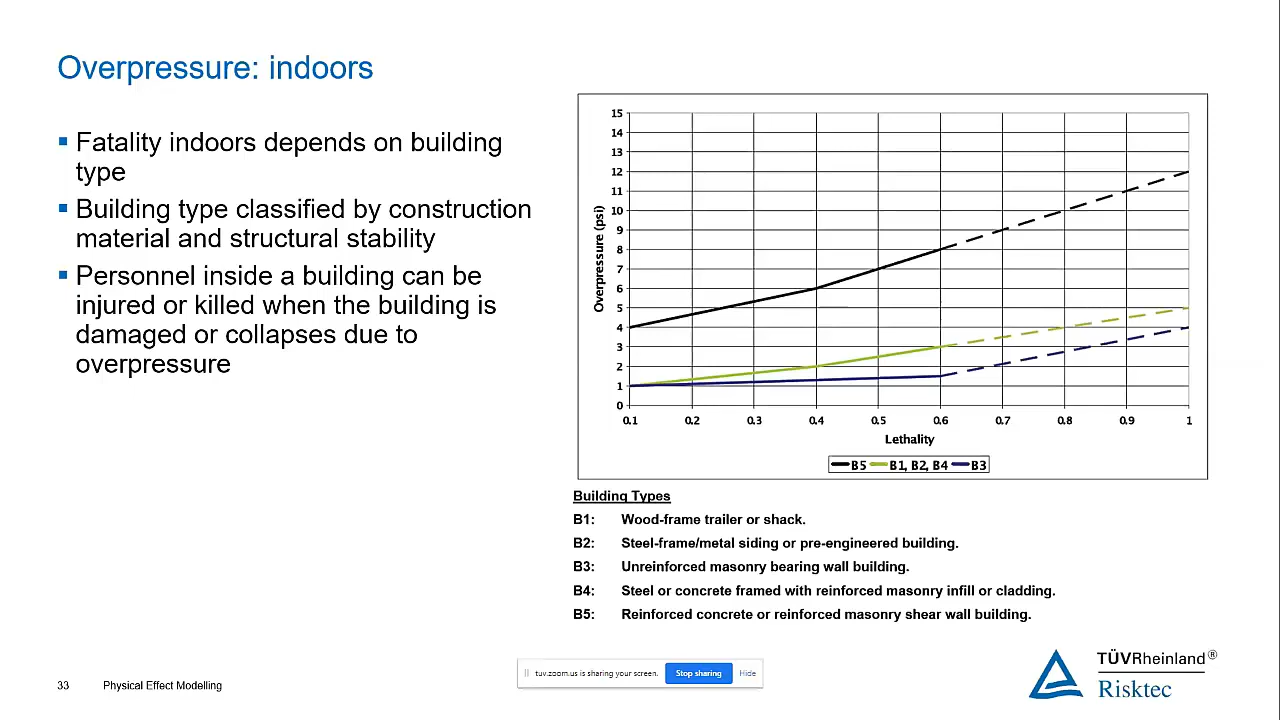 Overpressure: indoors
Fatality indoors depends on building
type
Building type classified by construction
material and structural stability
Personnel inside a building can be
injured or killed when the building is
damaged or collapses due to
overpressure
Overpressure (psi)
15
14
13
12
11
10
9
8
7
6
5
4
3
2
1
0
0.1 0.2 0.3 0.4 0.5 0.6 0.7 0.8 0.9 1
Lethality
B5 B1, B2, B4 B3
Building Types
B1: Wood-frame trailer or shack.
B2: Steel-frame/metal siding or pre-engineered building.
B3: Unreinforced masonry bearing wall building.
B4: Steel or concrete framed with reinforced masonry infill or cladding.
B5: Reinforced concrete or reinforced masonry shear wall building.
tuv.zoom.us is sharing your screen. Stop sharing Hide
33 Physical Effect Modelling
TÜVRheinland®
Risktec